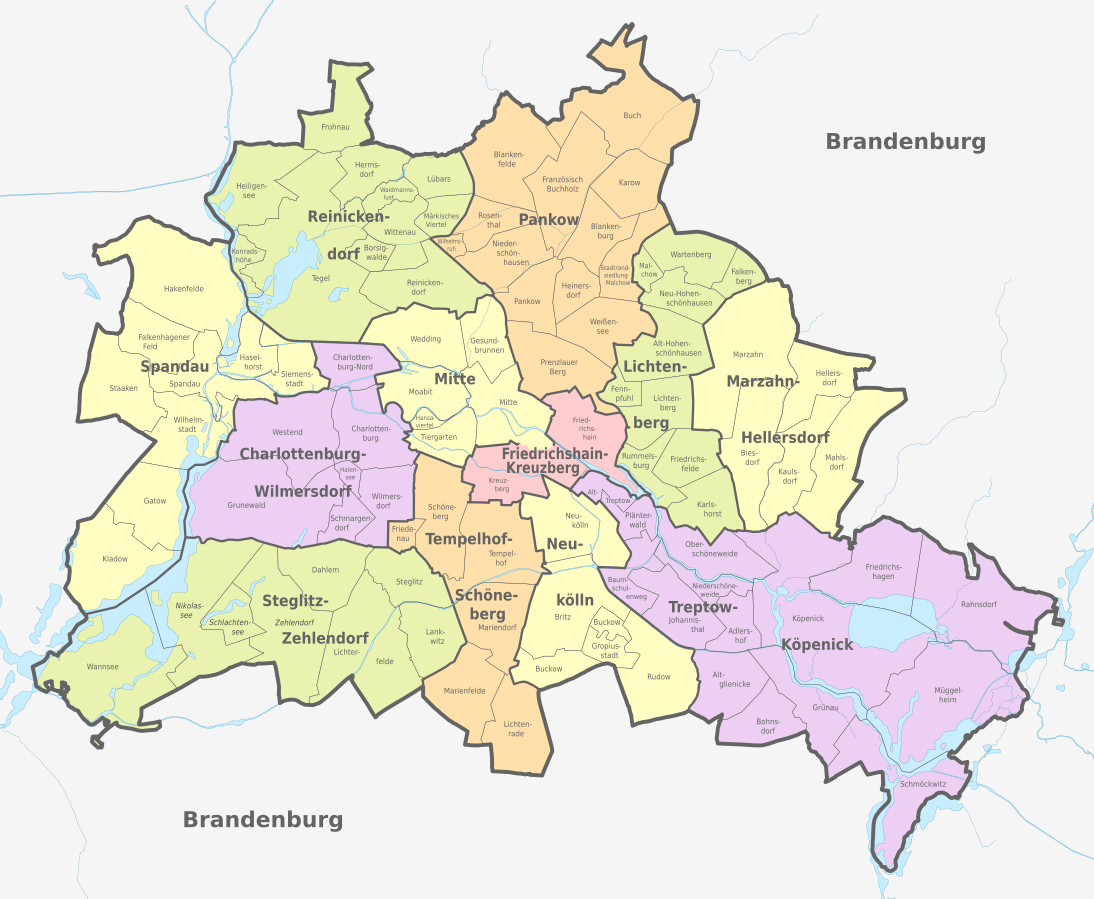 Brandenburg
Brandenburg
Reinicken-
dorf
Frohnau
Heiligen-
see
Herms-
dorf
Waidmanns-
lust
Lübars
Märkisches
Viertel
Wittenau
Borsig-
walde
Konrads-
höhe
Tegel
Reinicken-
dorf
Pankow
Buch
Blanken-
felde
Französisch
Buchholz
Karow
Rosen-
thal
Wilhelms-
ruh
Nieder-
schön-
hausen
Blanken-
burg
Stadtrand-
siedlung
Malchow
Heiners-
dorf
Pankow
Weißen-
see
Prenzlauer
Berg
Lichten-
berg
Mal-
chow
Wartenberg
Falken-
berg
Neu-Hohen-
schönhausen
Alt-Hohen-
schönhausen
Fenn-
pfuhl
Lichten-
berg
Rummels-
burg
Friedrichs-
felde
Karls-
horst
Marzahn-
Hellersdorf
Marzahn
Hellers-
dorf
Bies-
dorf
Kauls-
dorf
Mahls-
dorf
Spandau
Hakenfelde
Falkenhagener
Feld
Spandau
Staaken
Hasel-
horst
Siemens-
stadt
Wilhelm-
stadt
Gatow
Kladow
Mitte
Wedding
Gesund-
brunnen
Moabit
Hansa-
viertel
Tiergarten
Mitte
Charlottenburg-
Wilmersdorf
Charlotten-
burg-Nord
Westend
Charlotten-
burg
Halen-
see
Grunewald
Wilmers-
dorf
Schmargen-
dorf
Friedrichshain-
Kreuzberg
Fried-
richs-
hain
Kreuz-
berg
Tempelhof-
Schöne-
berg
Schöne-
berg
Friede-
nau
Tempel-
hof
Mariendorf
Marienfelde
Lichten-
rade
Neu-
kölln
Neu-
kölln
Britz
Buckow
Gropius-
stadt
Buckow
Rudow
Steglitz-
Zehlendorf
Dahlem
Steglitz
Nikolas-
see
Schlachten-
see
Zehlendorf
Lichter-
felde
Lank-
witz
Wannsee
Treptow-
Köpenick
Alt-
Treptow
Plänter-
wald
Baum-
schul-
enweg
Ober-
schöneweide
Niederschöne-
weide
Johannis-
thal
Adlers-
hof
Alt-
glienicke
Bohns-
dorf
Grünau
Köpenick
Friedrichs-
hagen
Rahnsdorf
Müggel-
heim
Schmöckwitz